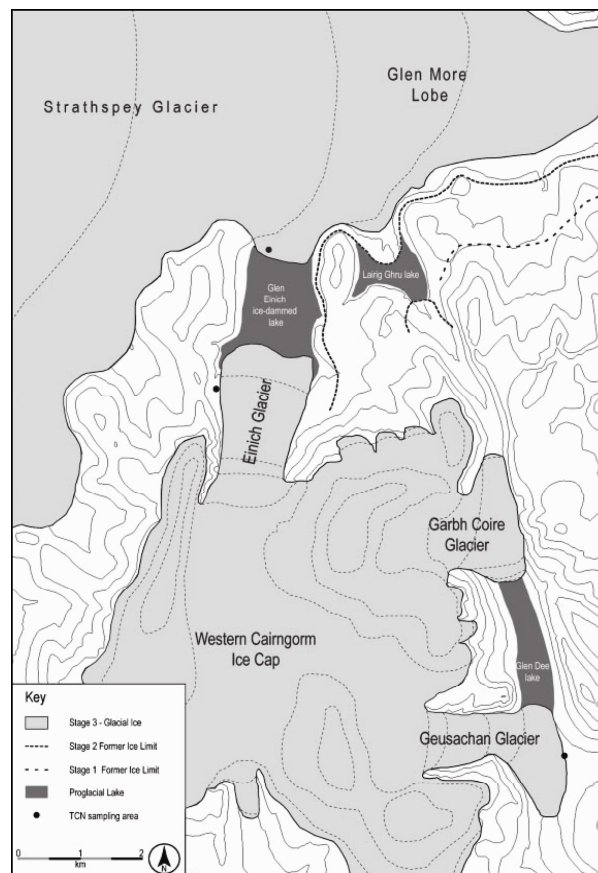 Glen More
Lobe
Strathspey Glacier
Lairig Ghru lake
Glen
Einich
ice-dammed
lake
Einich Glacier
Garbh Coire
Glacier
Western Cairngorm
Ice Cap
Glen Dee
lake
Geusachan Glacier
Key
Stage 3 - Glacial Ice
Stage 2 Former Ice Limit
Stage 1 Former Ice Limit
Proglacial Lake
TCN sampling area
0 1 2
km
N